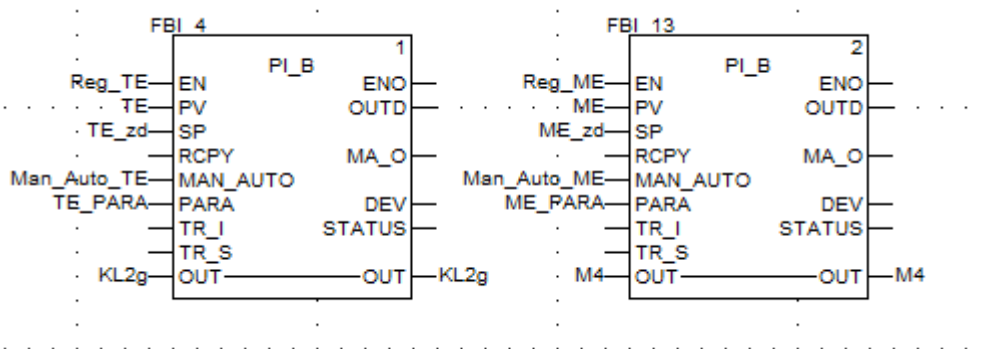 FBI_4 FBI_13
1 2
PI_B PI_B
Reg_TE EN ENO Reg_ME EN ENO
TE PV OUTD ME PV OUTD
TE_zd SP ME_zd SP
RCPY MA_O RCPY MA_O
Man_Auto_TE MAN_AUTO Man_Auto_ME MAN_AUTO
TE_PARA PARA DEV ME_PARA PARA DEV
TR_I STATUS TR_I STATUS
TR_S TR_S
KL2g OUT OUT KL2g M4 OUT OUT M4